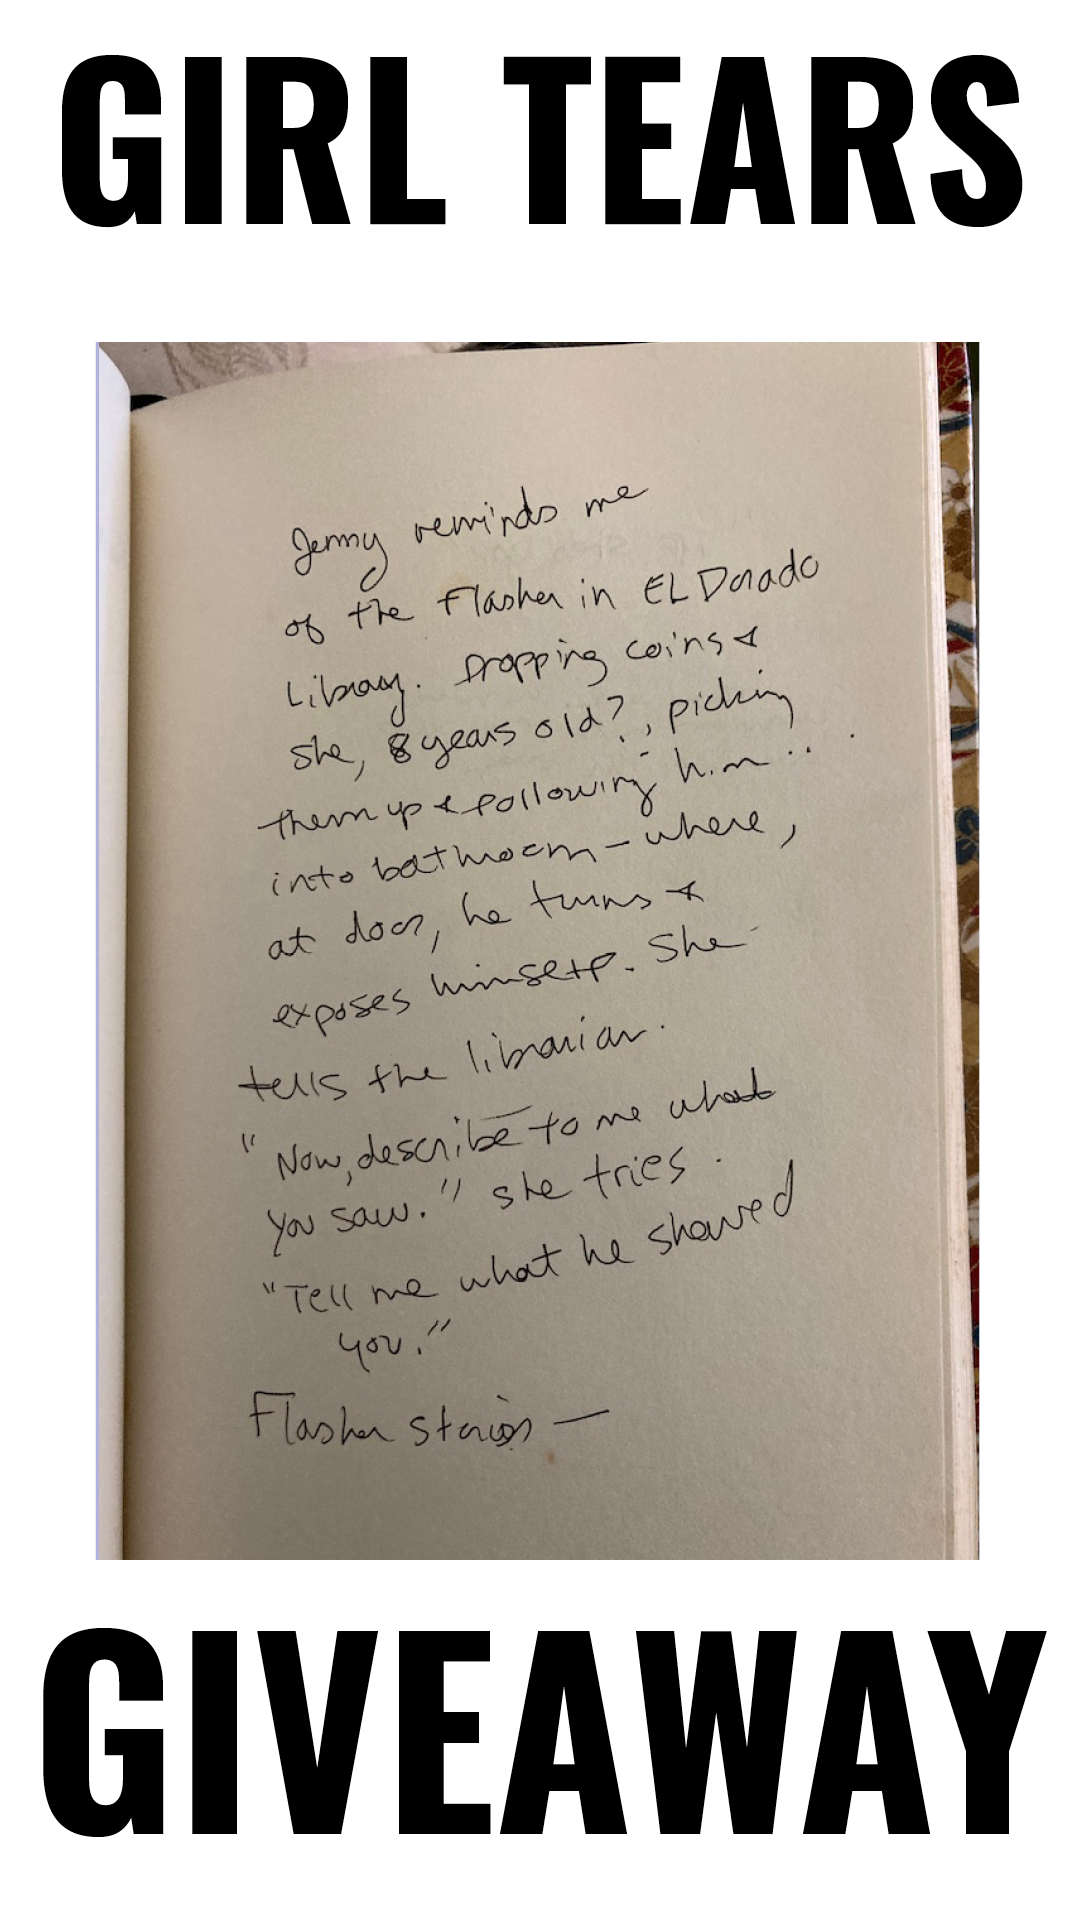 GIRL TEARS
Jenny reminds me
of the Flasher in EL Dorado
Library. Dropping coins &
she, 8 years old?, picking
them up & following him ...
into bathroom – where,
at door, he turns &
exposes himself. She
tells the librarian.
"Now, describe to me what
you saw." she tries.
"Tell me what he showed
you."
Flasher stories —
GIVEAWAY